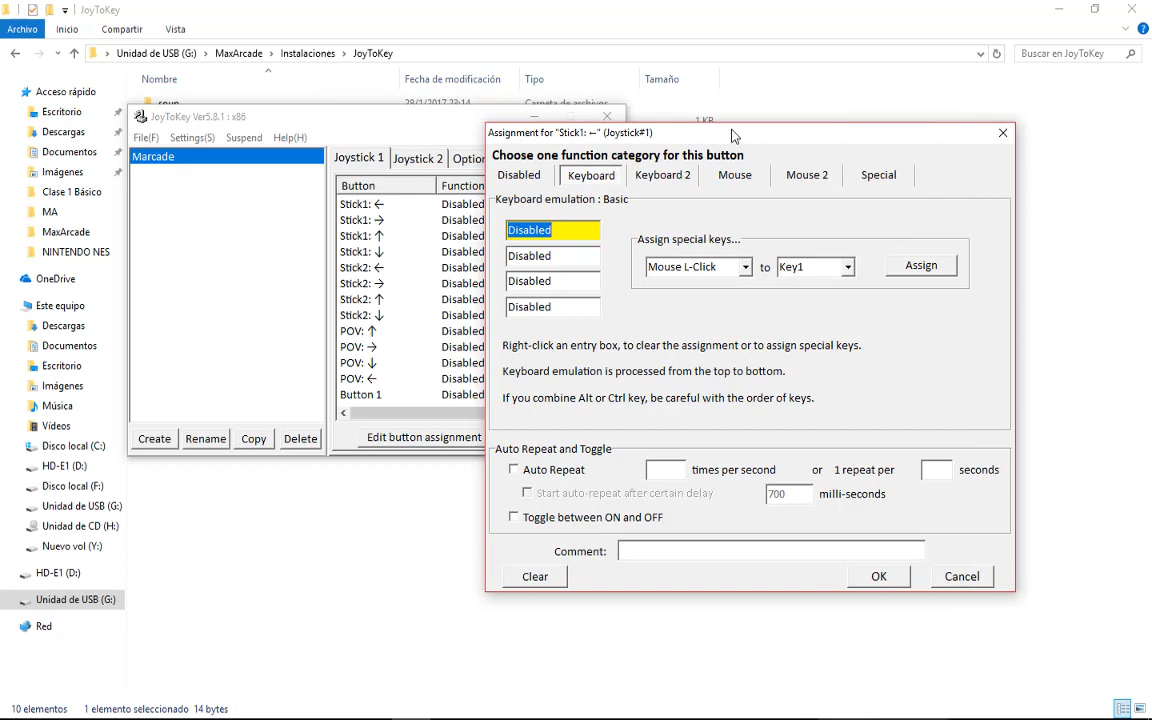 JoyToKey
Archivo Inicio Compartir Vista
Unidad de USB (G:) MaxArcade Instalaciones JoyToKey
Buscar en JoyToKey
Nombre Fecha de modificación Tipo Tamaño
Acceso rápido
Escritorio
Descargas
Documentos
Imágenes
Clase 1 Básico
MA
MaxArcade
NINTENDO NES
OneDrive
Este equipo
Descargas
Documentos
Escritorio
Imágenes
Música
Vídeos
Disco local (C:)
HD-E1 (D:)
Disco local (F:)
Unidad de USB (G:)
Unidad de CD (H:)
Nuevo vol (Y:)
HD-E1 (D:)
Unidad de USB (G:)
Red
28/1/2017 23:14 Carpeta de archivos
1 KB
JoyToKey Ver5.8.1 : x86
File(F) Settings(S) Suspend Help(H)
Marcade
Create Rename Copy Delete
Joystick 1 Joystick 2 Option
Button Function
Stick1: ← Disabled
Stick1: → Disabled
Stick1: ↑ Disabled
Stick1: ↓ Disabled
Stick2: ← Disabled
Stick2: → Disabled
Stick2: ↑ Disabled
Stick2: ↓ Disabled
POV: ↑ Disabled
POV: → Disabled
POV: ↓ Disabled
POV: ← Disabled
Button 1 Disabled
Edit button assignment
Assignment for "Stick1: ←" (Joystick#1)
Choose one function category for this button
Disabled Keyboard Keyboard 2 Mouse Mouse 2 Special
Keyboard emulation : Basic
Disabled
Disabled
Disabled
Disabled
Assign special keys...
Mouse L-Click to Key1 Assign
Right-click an entry box, to clear the assignment or to assign special keys.
Keyboard emulation is processed from the top to bottom.
If you combine Alt or Ctrl key, be careful with the order of keys.
Auto Repeat and Toggle
Auto Repeat times per second or 1 repeat per seconds
Start auto-repeat after certain delay 700 milli-seconds
Toggle between ON and OFF
Comment:
Clear OK Cancel
10 elementos 1 elemento seleccionado 14 bytes